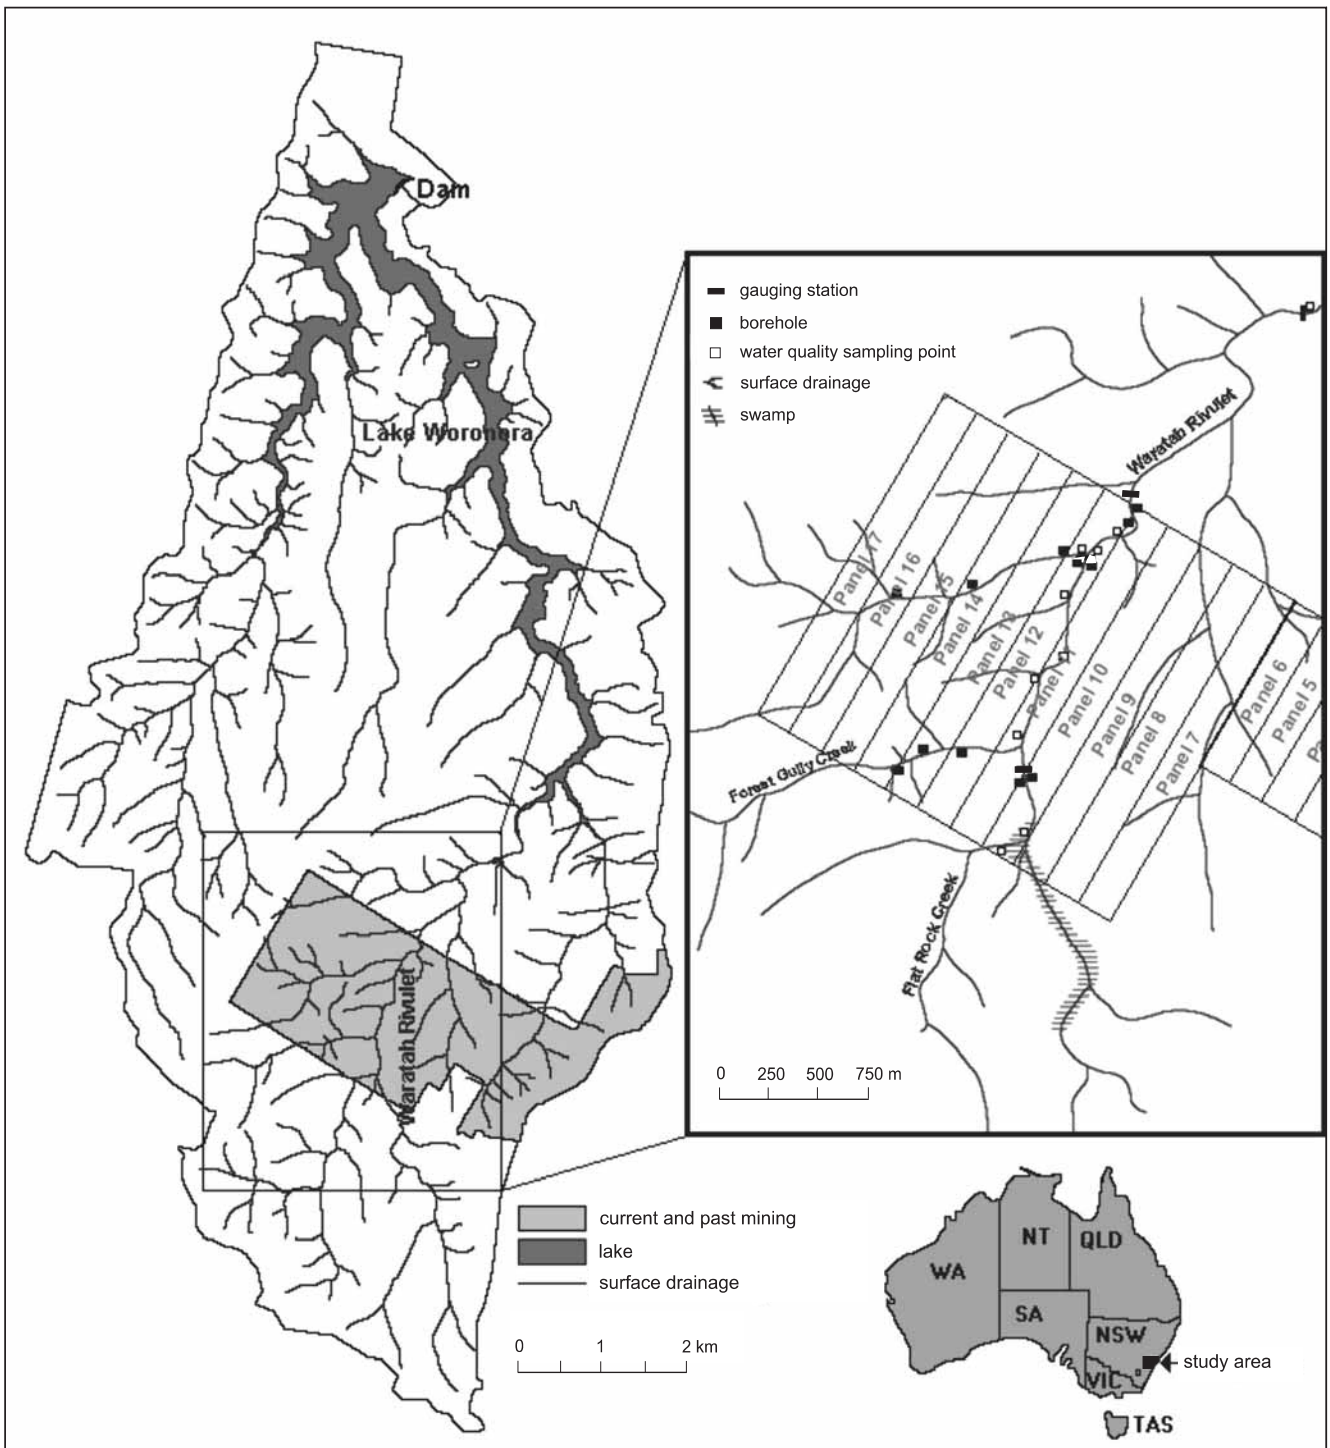 Dam
Lake Woronora
Waratah Rivulet
gauging station
borehole
water quality sampling point
surface drainage
swamp
Waratah Rivulet
Panel 17
Panel 16
Panel 15
Panel 14
Panel 13
Panel 12
Panel 10
Panel 9
Panel 8
Panel 7
Panel 6
Panel 5
Forest Gully Creek
Flat Rock Creek
0 250 500 750 m
current and past mining
lake
surface drainage
0 1 2 km
WA
NT
QLD
SA
NSW
VIC
TAS
study area